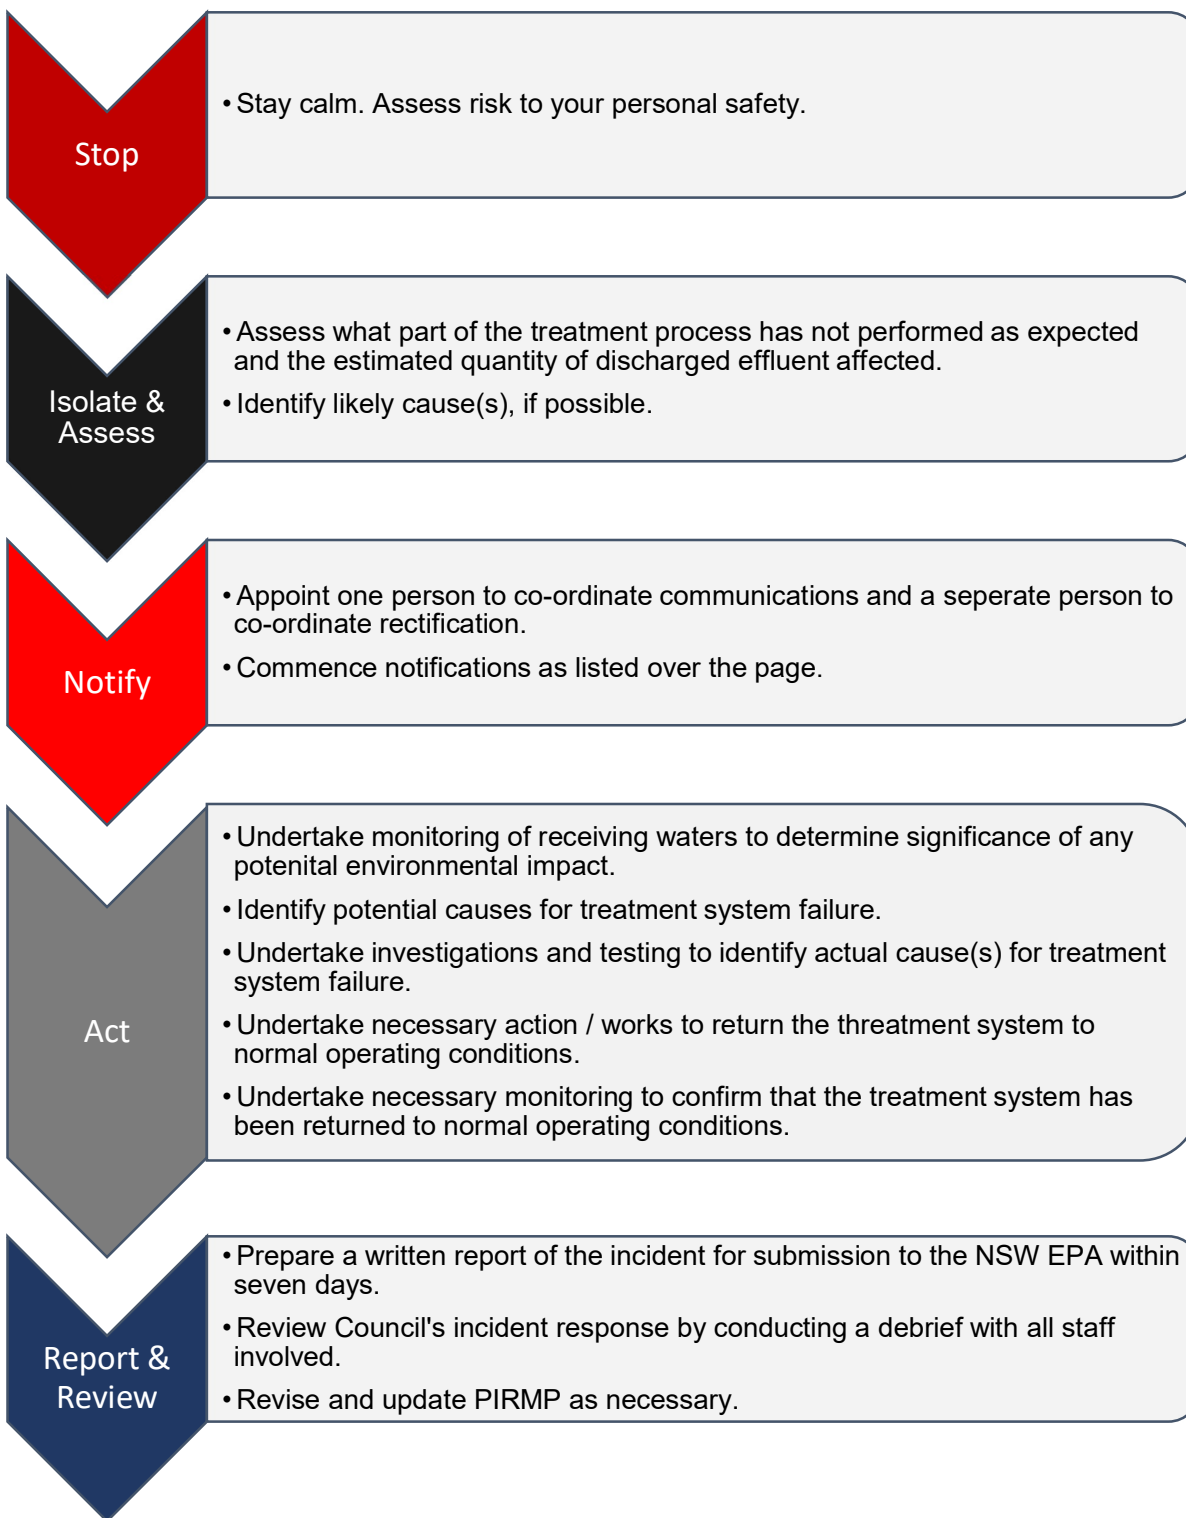 Stop
• Stay calm. Assess risk to your personal safety.
Isolate &
Assess
• Assess what part of the treatment process has not performed as expected
and the estimated quantity of discharged effluent affected.
• Identify likely cause(s), if possible.
Notify
• Appoint one person to co-ordinate communications and a seperate person to
co-ordinate rectification.
• Commence notifications as listed over the page.
Act
• Undertake monitoring of receiving waters to determine significance of any
potenital environmental impact.
• Identify potential causes for treatment system failure.
• Undertake investigations and testing to identify actual cause(s) for treatment
system failure.
• Undertake necessary action / works to return the threatment system to
normal operating conditions.
• Undertake necessary monitoring to confirm that the treatment system has
been returned to normal operating conditions.
Report &
Review
• Prepare a written report of the incident for submission to the NSW EPA within
seven days.
• Review Council's incident response by conducting a debrief with all staff
involved.
• Revise and update PIRMP as necessary.